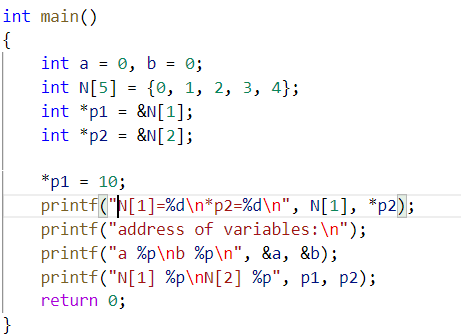 int main()
{
    int a = 0, b = 0;
    int N[5] = {0, 1, 2, 3, 4};
    int *p1 = &N[1];
    int *p2 = &N[2];

    *p1 = 10;
    printf("N[1]=%d\n*p2=%d\n", N[1], *p2);
    printf("address of variables:\n");
    printf("a %p\nb %p\n", &a, &b);
    printf("N[1] %p\nN[2] %p", p1, p2);
    return 0;
}